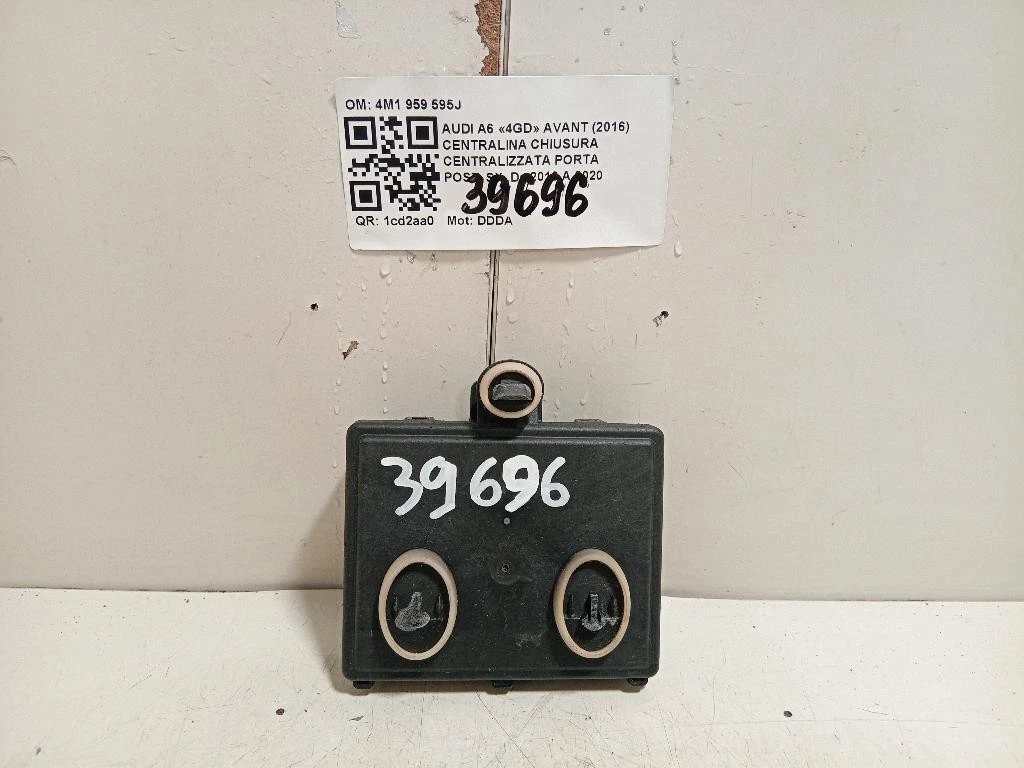 OM: 4M1 959 595J
AUDI A6 «4GD» AVANT (2016)
CENTRALINA CHIUSURA
CENTRALIZZATA PORTA
39696
QR: 1cd2aa0 Mot: DDDA
39696